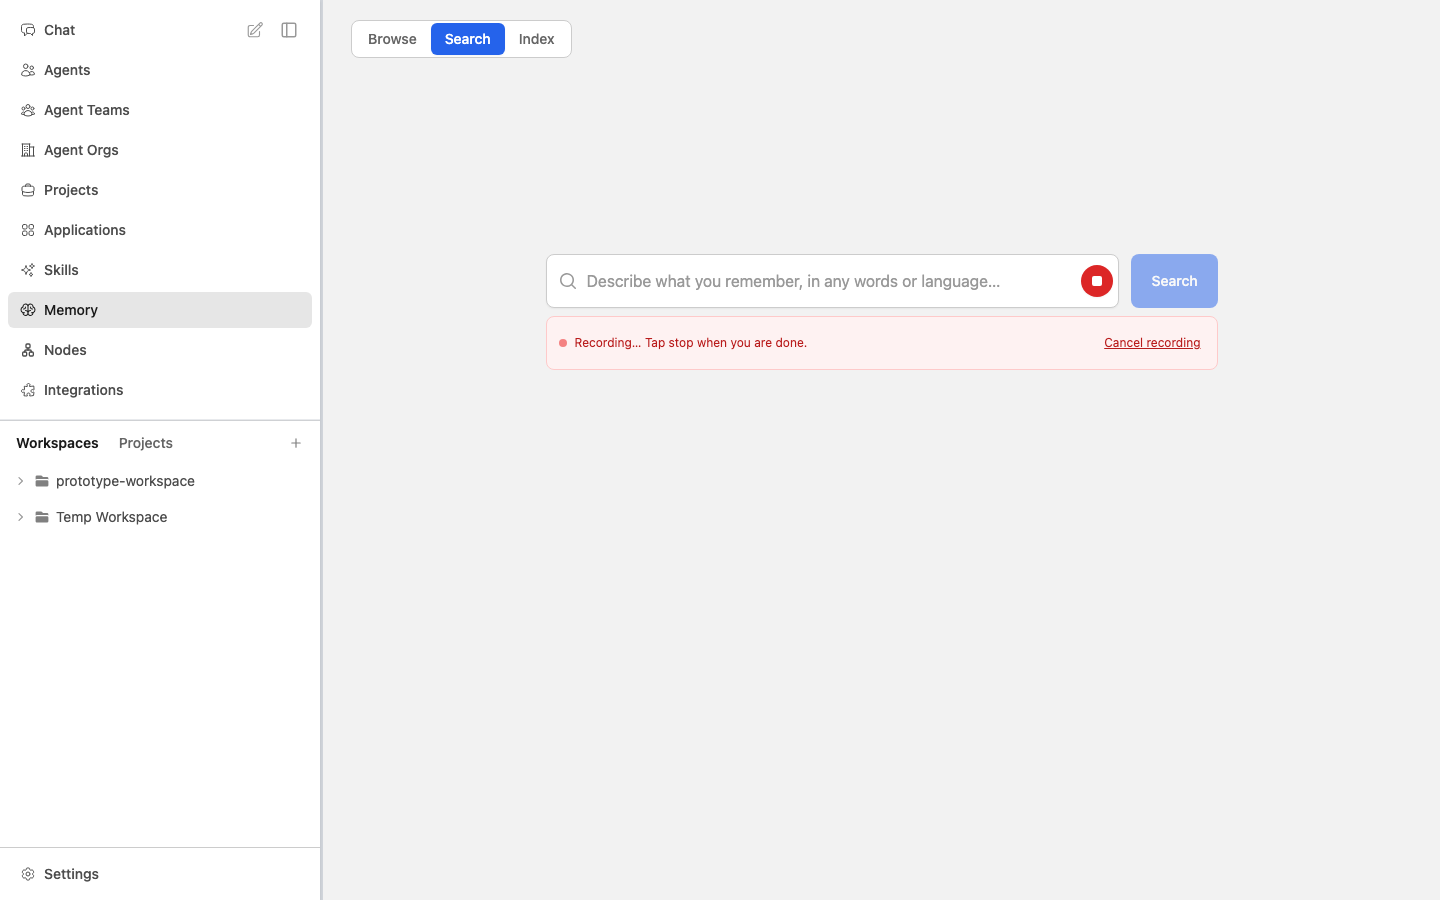 Chat
Agents
Agent Teams
Agent Orgs
Projects
Applications
Skills
Memory
Nodes
Integrations
Workspaces Projects
prototype-workspace
Temp Workspace
Settings
Browse Search Index
Describe what you remember, in any words or language... Search
Recording... Tap stop when you are done. Cancel recording